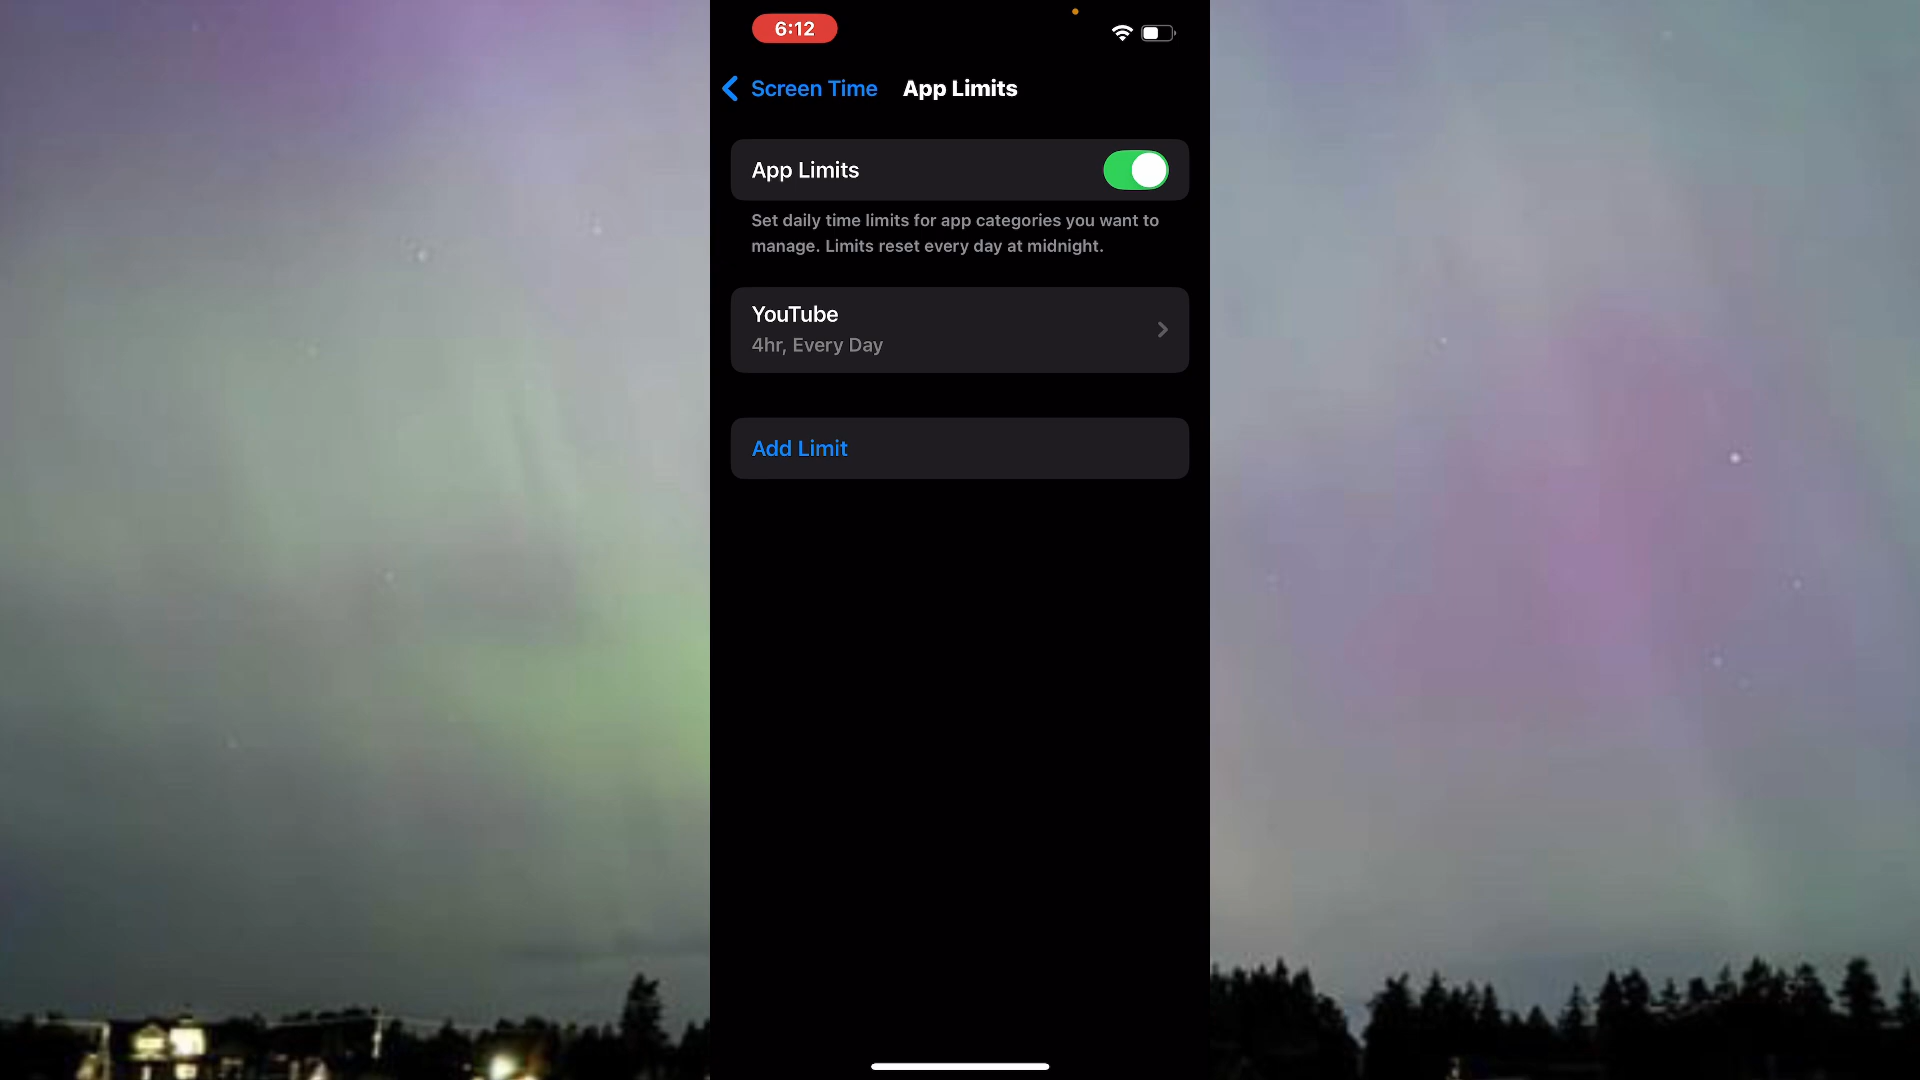 6:12
Screen Time
App Limits
App Limits
Set daily time limits for app categories you want to
manage. Limits reset every day at midnight.
YouTube
4hr, Every Day
Add Limit